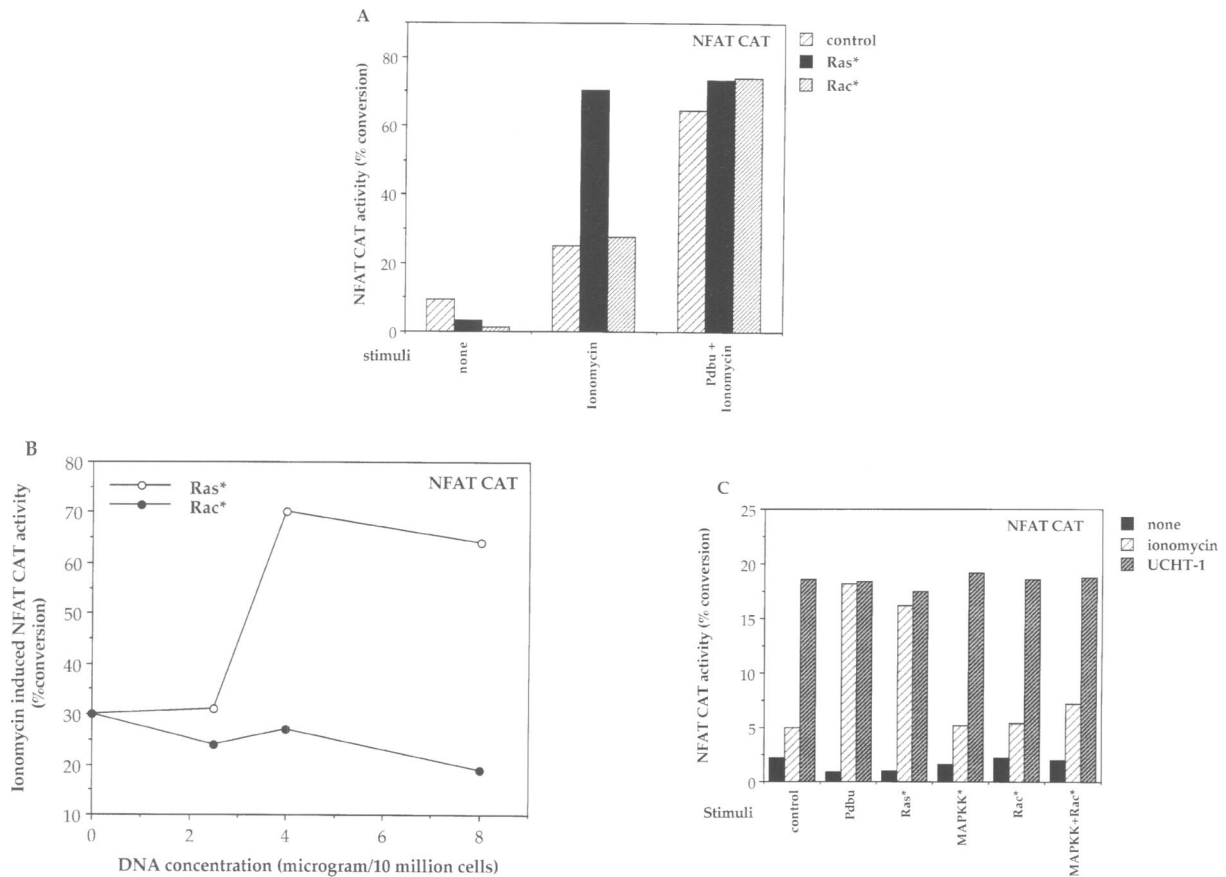 A
NFAT CAT
control
Ras*
Rac*
NFAT CAT activity (% conversion)
80
60
40
20
0
stimuli
none
Ionomycin
Pdbu +
Ionomycin
B
NFAT CAT
Ras*
Rac*
Ionomycin induced NFAT CAT activity
(%conversion)
80
70
60
50
40
30
20
10
0
2
4
6
8
DNA concentration (microgram/10 million cells)
C
NFAT CAT
none
ionomycin
UCHT-1
NFAT CAT activity (% conversion)
25
20
15
10
5
0
Stimuli
control
Pdbu
Ras*
MAPKK*
Rac*
MAPKK+Rac*